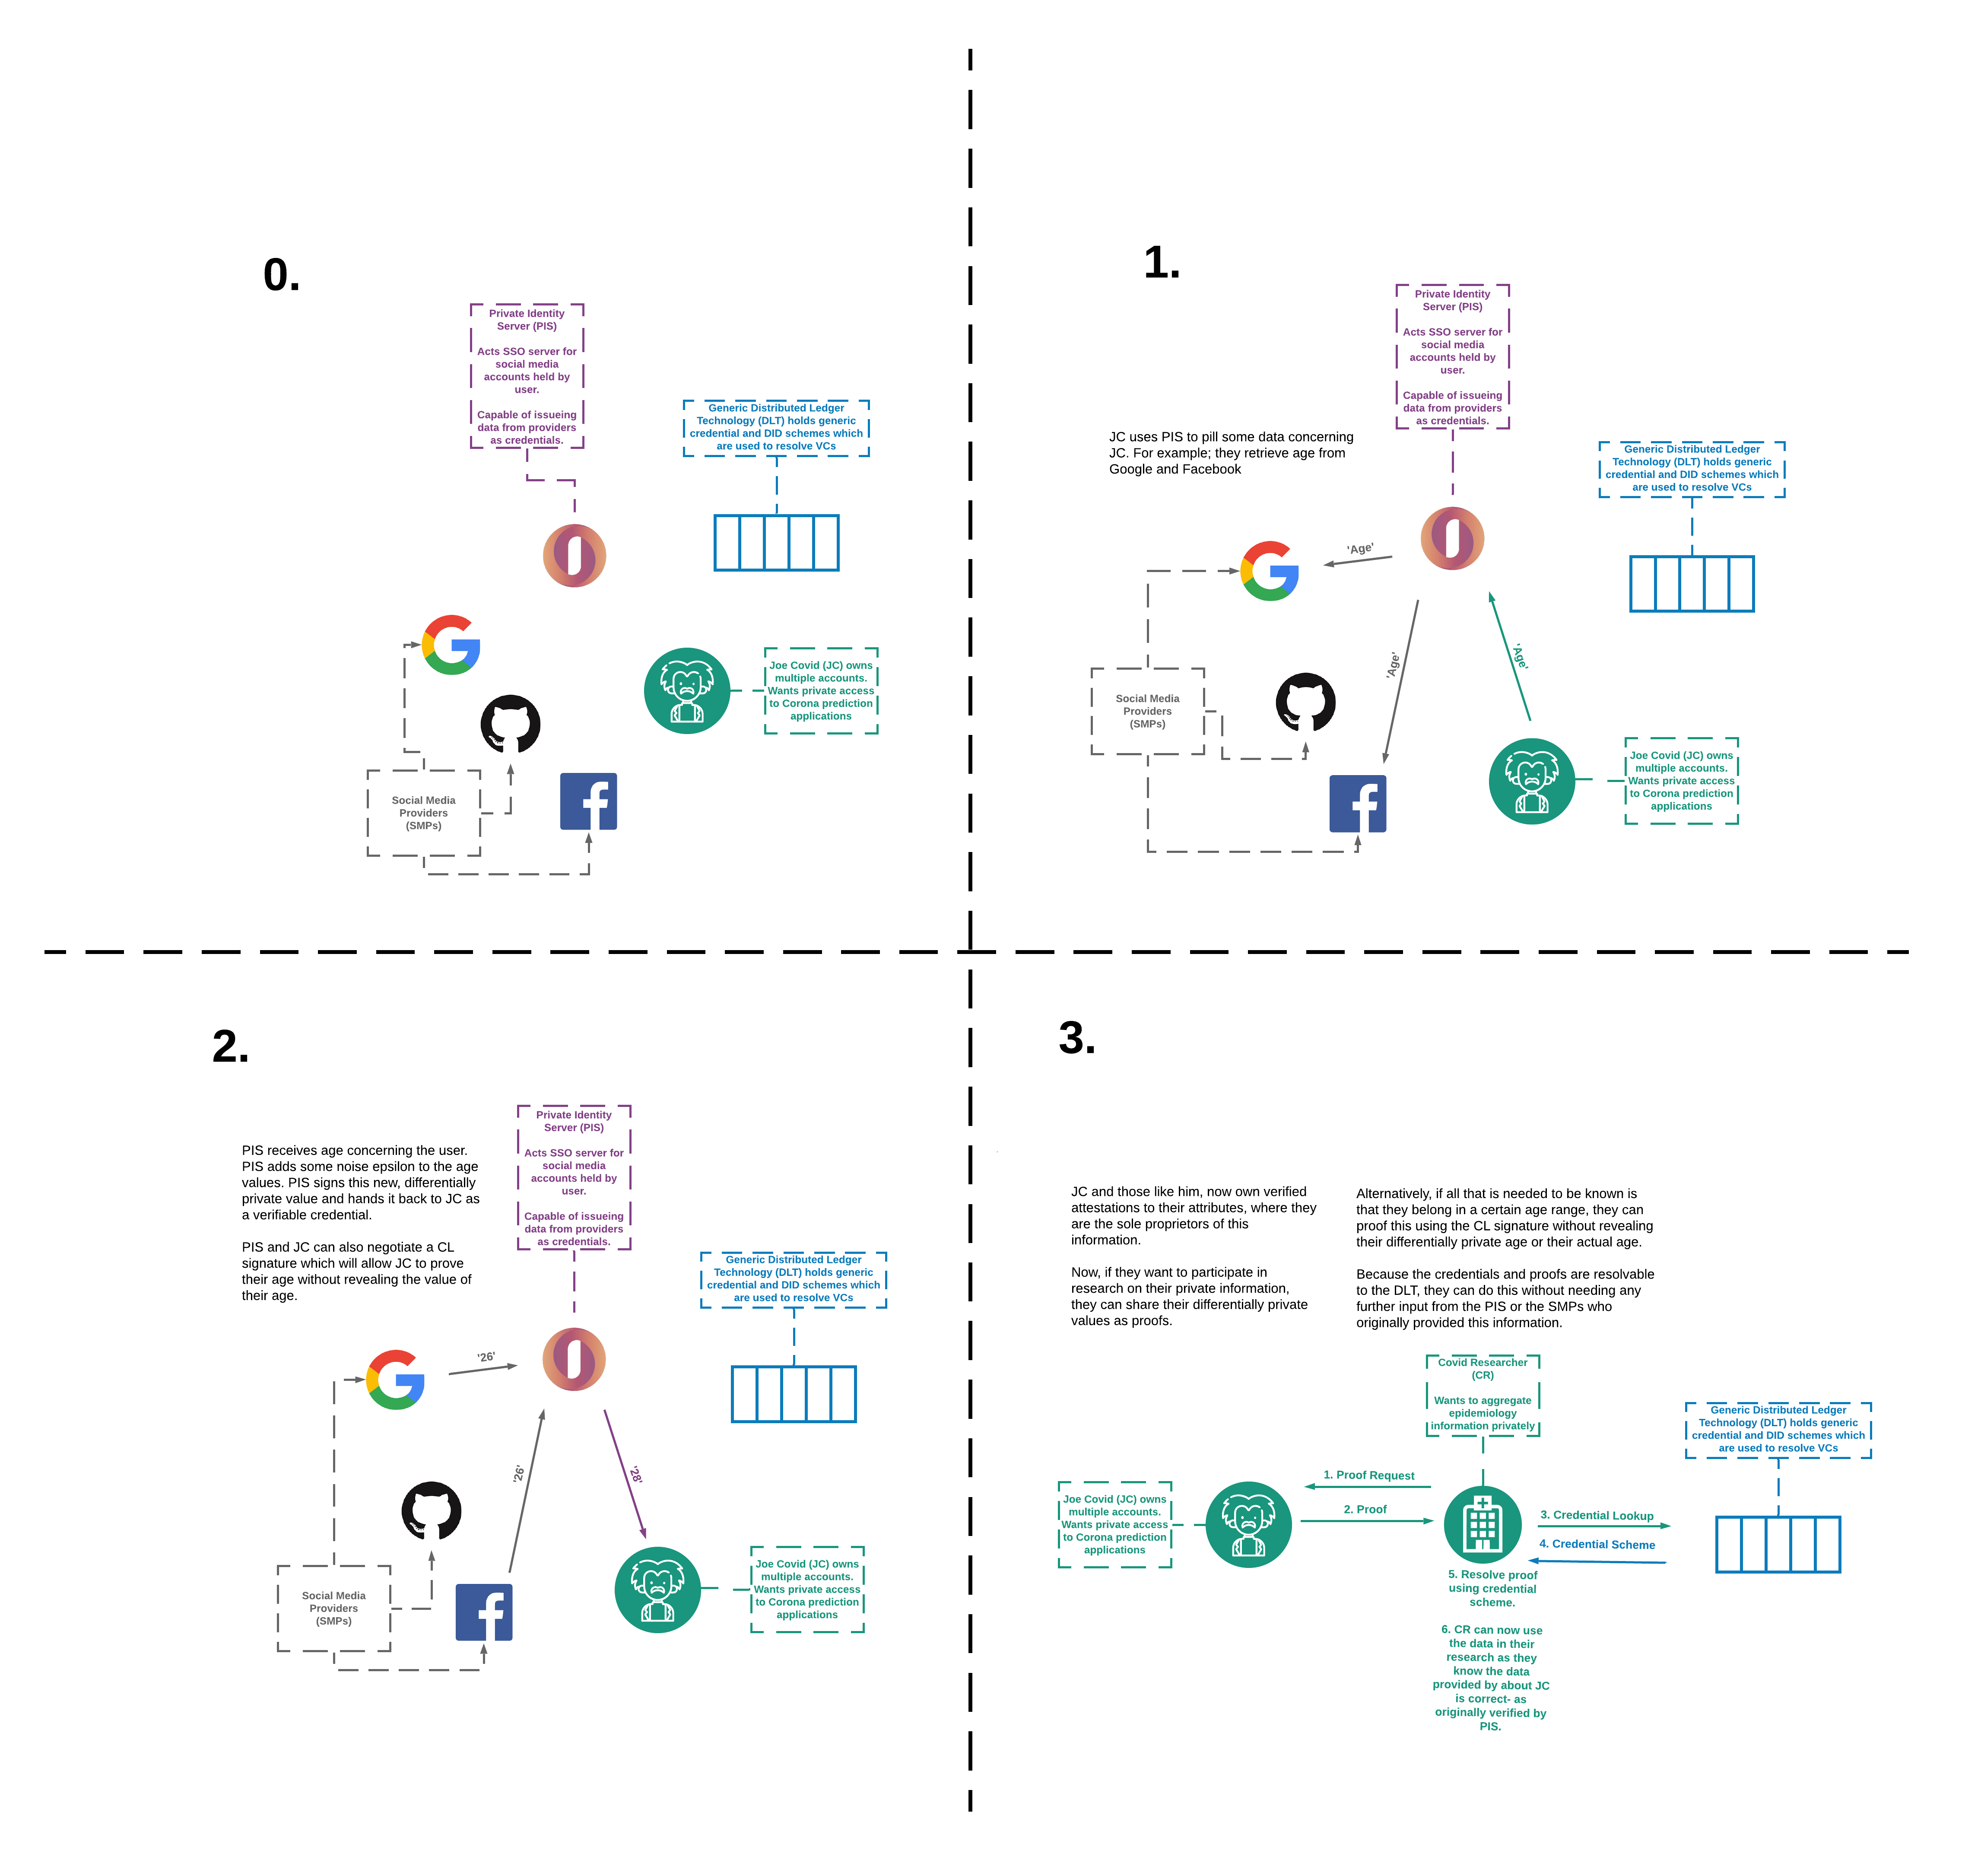 0.
Private Identity
Server (PIS)
Acts SSO server for
social media
accounts held by
user.
Capable of issueing
data from providers
as credentials.
Generic Distributed Ledger
Technology (DLT) holds generic
credential and DID schemes which
are used to resolve VCs
Joe Covid (JC) owns
multiple accounts.
Wants private access
to Corona prediction
applications
Social Media
Providers
(SMPs)
1.
Private Identity
Server (PIS)
Acts SSO server for
social media
accounts held by
user.
Capable of issueing
data from providers
as credentials.
JC uses PIS to pill some data concerning
JC. For example; they retrieve age from
Google and Facebook
Generic Distributed Ledger
Technology (DLT) holds generic
credential and DID schemes which
are used to resolve VCs
'Age'
'Age'
'Age'
Social Media
Providers
(SMPs)
Joe Covid (JC) owns
multiple accounts.
Wants private access
to Corona prediction
applications
2.
Private Identity
Server (PIS)
Acts SSO server for
social media
accounts held by
user.
Capable of issueing
data from providers
as credentials.
PIS receives age concerning the user.
PIS adds some noise epsilon to the age
values. PIS signs this new, differentially
private value and hands it back to JC as
a verifiable credential.
PIS and JC can also negotiate a CL
signature which will allow JC to prove
their age without revealing the value of
their age.
Generic Distributed Ledger
Technology (DLT) holds generic
credential and DID schemes which
are used to resolve VCs
'26'
'26'
'28'
Social Media
Providers
(SMPs)
Joe Covid (JC) owns
multiple accounts.
Wants private access
to Corona prediction
applications
3.
JC and those like him, now own verified
attestations to their attributes, where they
are the sole proprietors of this
information.
Now, if they want to participate in
research on their private information,
they can share their differentially private
values as proofs.
Alternatively, if all that is needed to be known is
that they belong in a certain age range, they can
proof this using the CL signature without revealing
their differentially private age or their actual age.
Because the credentials and proofs are resolvable
to the DLT, they can do this without needing any
further input from the PIS or the SMPs who
originally provided this information.
Covid Researcher
(CR)
Wants to aggregate
epidemiology
information privately
Generic Distributed Ledger
Technology (DLT) holds generic
credential and DID schemes which
are used to resolve VCs
Joe Covid (JC) owns
multiple accounts.
Wants private access
to Corona prediction
applications
1. Proof Request
2. Proof
3. Credential Lookup
4. Credential Scheme
5. Resolve proof
using credential
scheme.
6. CR can now use
the data in their
research as they
know the data
provided by about JC
is correct- as
originally verified by
PIS.